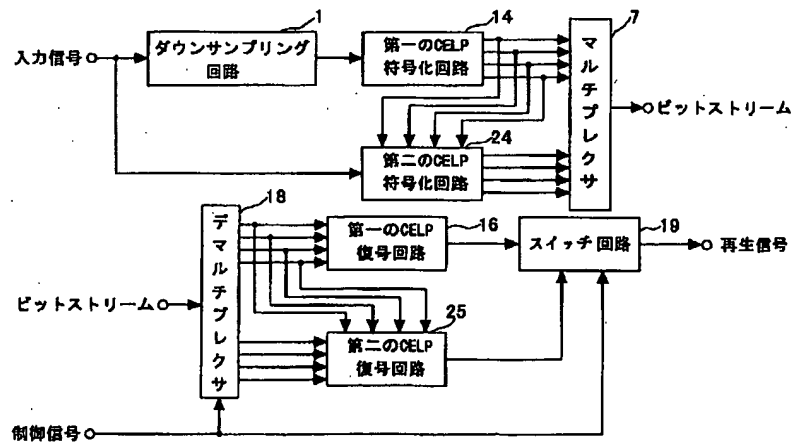 1
14
7
入力信号
ダウンサンプリング
回路
第一のCELP
符号化回路
マルチプレクサ
ビットストリーム
24
第二のCELP
符号化回路
18
デマルチプレクサ
16
第一のCELP
復号回路
19
スイッチ回路
再生信号
ビットストリーム
25
第二のCELP
復号回路
制御信号